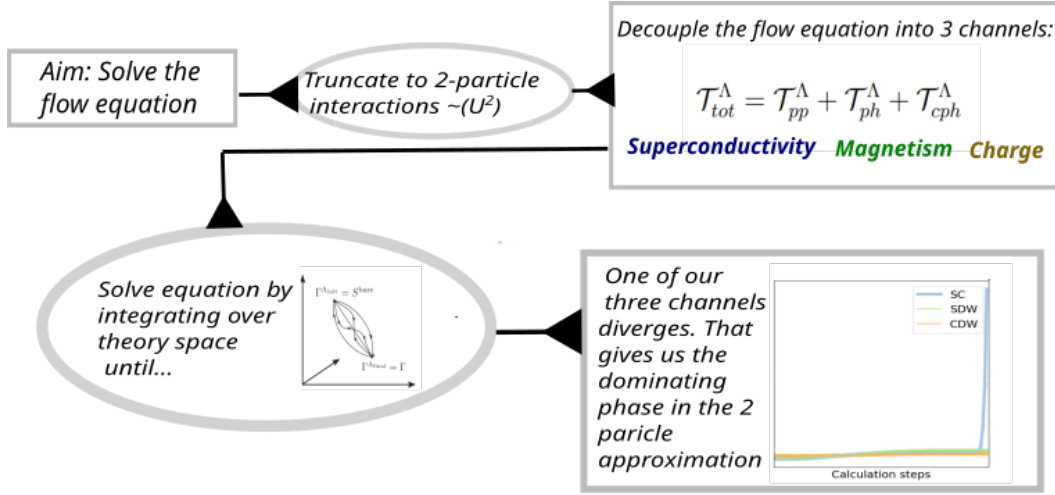 Aim: Solve the
flow equation
Truncate to 2-particle
interactions ~(U²)
Decouple the flow equation into 3 channels:
𝒯^Λ_tot = 𝒯^Λ_pp + 𝒯^Λ_ph + 𝒯^Λ_cph
Superconductivity Magnetism Charge
Solve equation by
integrating over
theory space
until...
Γ^Λinit = S^bare
Γ^Λfinal = Γ
One of our
three channels
diverges. That
gives us the
dominating
phase in the 2
paricle
approximation
SC
SDW
CDW
Calculation steps